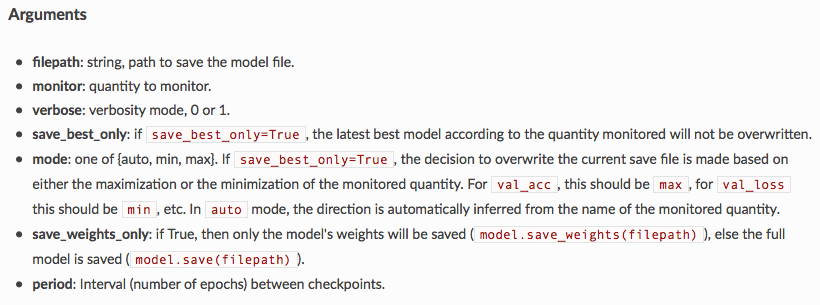 Arguments
• filepath: string, path to save the model file.
• monitor: quantity to monitor.
• verbose: verbosity mode, 0 or 1.
• save_best_only: if save_best_only=True , the latest best model according to the quantity monitored will not be overwritten.
• mode: one of {auto, min, max}. If save_best_only=True , the decision to overwrite the current save file is made based on
either the maximization or the minimization of the monitored quantity. For val_acc , this should be max , for val_loss
this should be min , etc. In auto mode, the direction is automatically inferred from the name of the monitored quantity.
• save_weights_only: if True, then only the model's weights will be saved ( model.save_weights(filepath) ), else the full
model is saved ( model.save(filepath) ).
• period: Interval (number of epochs) between checkpoints.